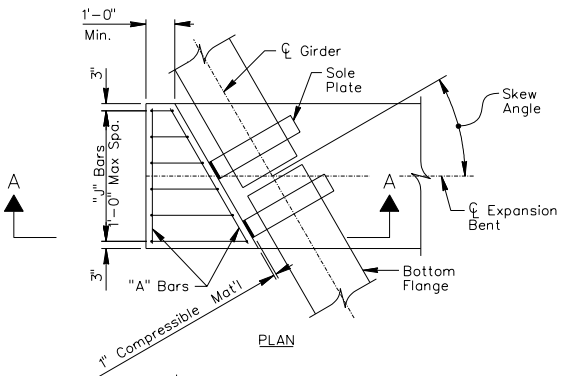 1'-0"
Min.
℄ Girder
Sole
Plate
Skew
Angle
3"
"J" Bars
1'-0" Max Spa.
A
A
℄ Expansion
Bent
3"
"A" Bars
Bottom
Flange
1" Compressible Mat'l
PLAN